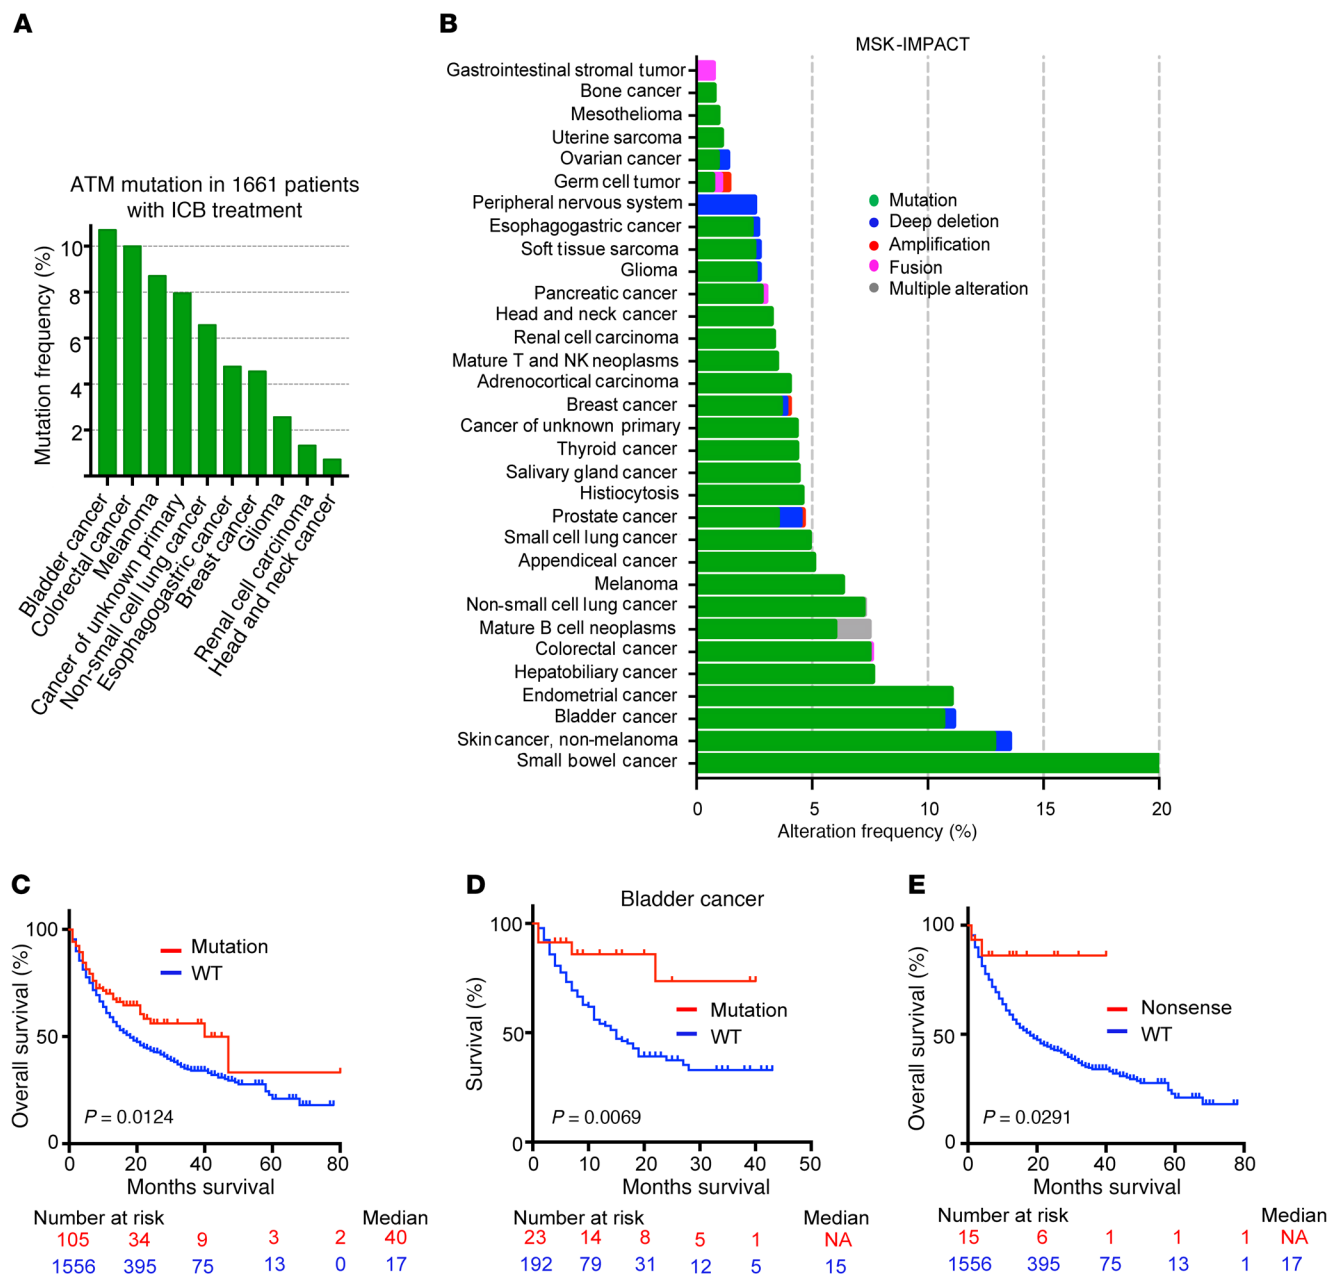 A
ATM mutation in 1661 patients
with ICB treatment
Mutation frequency (%)
10
8
6
4
2
Bladder cancer
Colorectal cancer
Melanoma
Cancer of unknown primary
Non-small cell lung cancer
Esophagogastric cancer
Breast cancer
Glioma
Renal cell carcinoma
Head and neck cancer
B
MSK-IMPACT
Gastrointestinal stromal tumor
Bone cancer
Mesothelioma
Uterine sarcoma
Ovarian cancer
Germ cell tumor
Peripheral nervous system
Esophagogastric cancer
Soft tissue sarcoma
Glioma
Pancreatic cancer
Head and neck cancer
Renal cell carcinoma
Mature T and NK neoplasms
Adrenocortical carcinoma
Breast cancer
Cancer of unknown primary
Thyroid cancer
Salivary gland cancer
Histiocytosis
Prostate cancer
Small cell lung cancer
Appendiceal cancer
Melanoma
Non-small cell lung cancer
Mature B cell neoplasms
Colorectal cancer
Hepatobiliary cancer
Endometrial cancer
Bladder cancer
Skin cancer, non-melanoma
Small bowel cancer
Mutation
Deep deletion
Amplification
Fusion
Multiple alteration
0 5 10 15 20
Alteration frequency (%)
C
Overall survival (%)
100
50
0
Mutation
WT
P = 0.0124
0 20 40 60 80
Months survival
Number at risk Median
105 34 9 3 2 40
1556 395 75 13 0 17
D
Bladder cancer
Survival (%)
100
50
0
Mutation
WT
P = 0.0069
0 10 20 30 40 50
Months survival
Number at risk Median
23 14 8 5 1 NA
192 79 31 12 5 15
E
Overall survival (%)
100
50
0
Nonsense
WT
P = 0.0291
0 20 40 60 80
Months survival
Number at risk Median
15 6 1 1 1 NA
1556 395 75 13 1 17